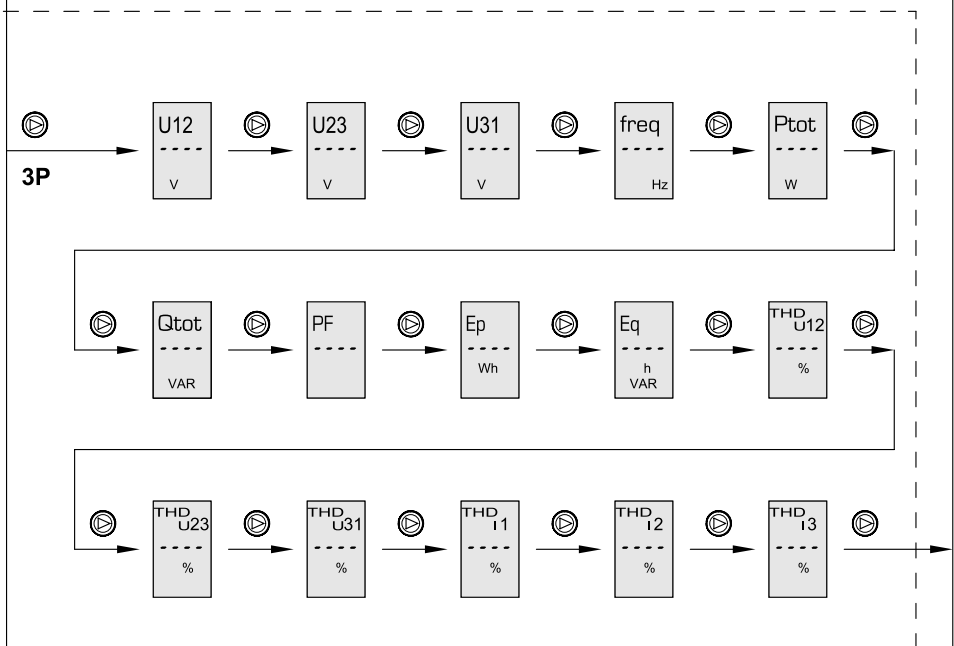 U12 U23 U31 freq Ptot
---- ---- ---- ---- ----
V V V Hz W
3P
Qtot PF Ep Eq THD U12
---- ---- ---- ---- ----
VAR Wh h VAR %
THD U23 THD U31 THD I1 THD I2 THD I3
---- ---- ---- ---- ----
% % % % %